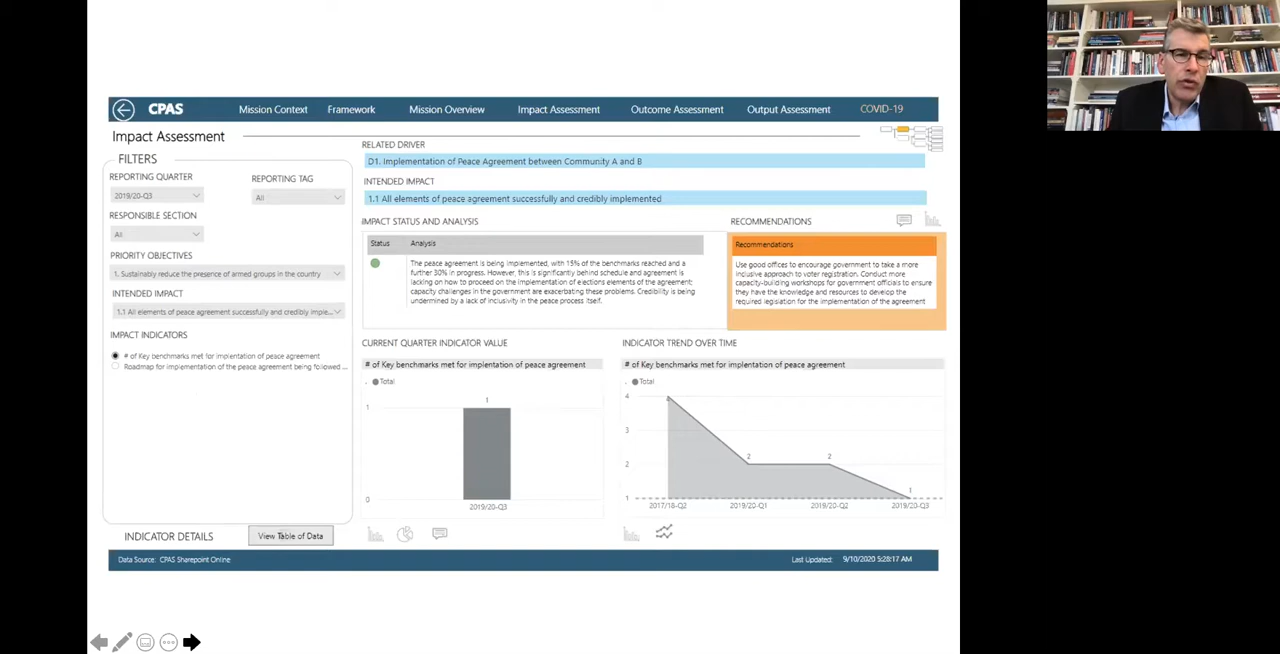 CPAS
Mission Context
Framework
Mission Overview
Impact Assessment
Outcome Assessment
Output Assessment
COVID-19
Impact Assessment
FILTERS
REPORTING QUARTER
REPORTING TAG
2019/20-Q3
All
RESPONSIBLE SECTION
All
PRIORITY OBJECTIVES
1. Sustainably reduce the presence of armed groups in the country
INTENDED IMPACT
1.1 All elements of peace agreement successfully and credibly imple...
IMPACT INDICATORS
# of Key benchmarks met for implentation of peace agreement
Roadmap for implementation of the peace agreement being followed ...
INDICATOR DETAILS
View Table of Data
RELATED DRIVER
D1. Implementation of Peace Agreement between Community A and B
INTENDED IMPACT
1.1 All elements of peace agreement successfully and credibly implemented
IMPACT STATUS AND ANALYSIS
Status
Analysis
The peace agreement is being implemented, with 15% of the benchmarks reached and a
further 30% in progress. However, this is significantly behind schedule and agreement is
lacking on how to proceed on the implementation of elections elements of the agreement;
capacity challenges in the government are exacerbating these problems. Credibility is being
undermined by a lack of inclusivity in the peace process itself.
RECOMMENDATIONS
Recommendations
Use good offices to encourage government to take a more
inclusive approach to voter registration. Conduct more
capacity-building workshops for government officials to ensure
they have the knowledge and resources to develop the
required legislation for the implementation of the agreement
CURRENT QUARTER INDICATOR VALUE
# of Key benchmarks met for implentation of peace agreement
Total
1
1
0
2019/20-Q3
INDICATOR TREND OVER TIME
# of Key benchmarks met for implentation of peace agreement
Total
4
4
3
2
2
2
1
1
2017/18-Q2
2019/20-Q1
2019/20-Q2
2019/20-Q3
Data Source: CPAS Sharepoint Online
Last Updated:
9/10/2020 5:28:17 AM